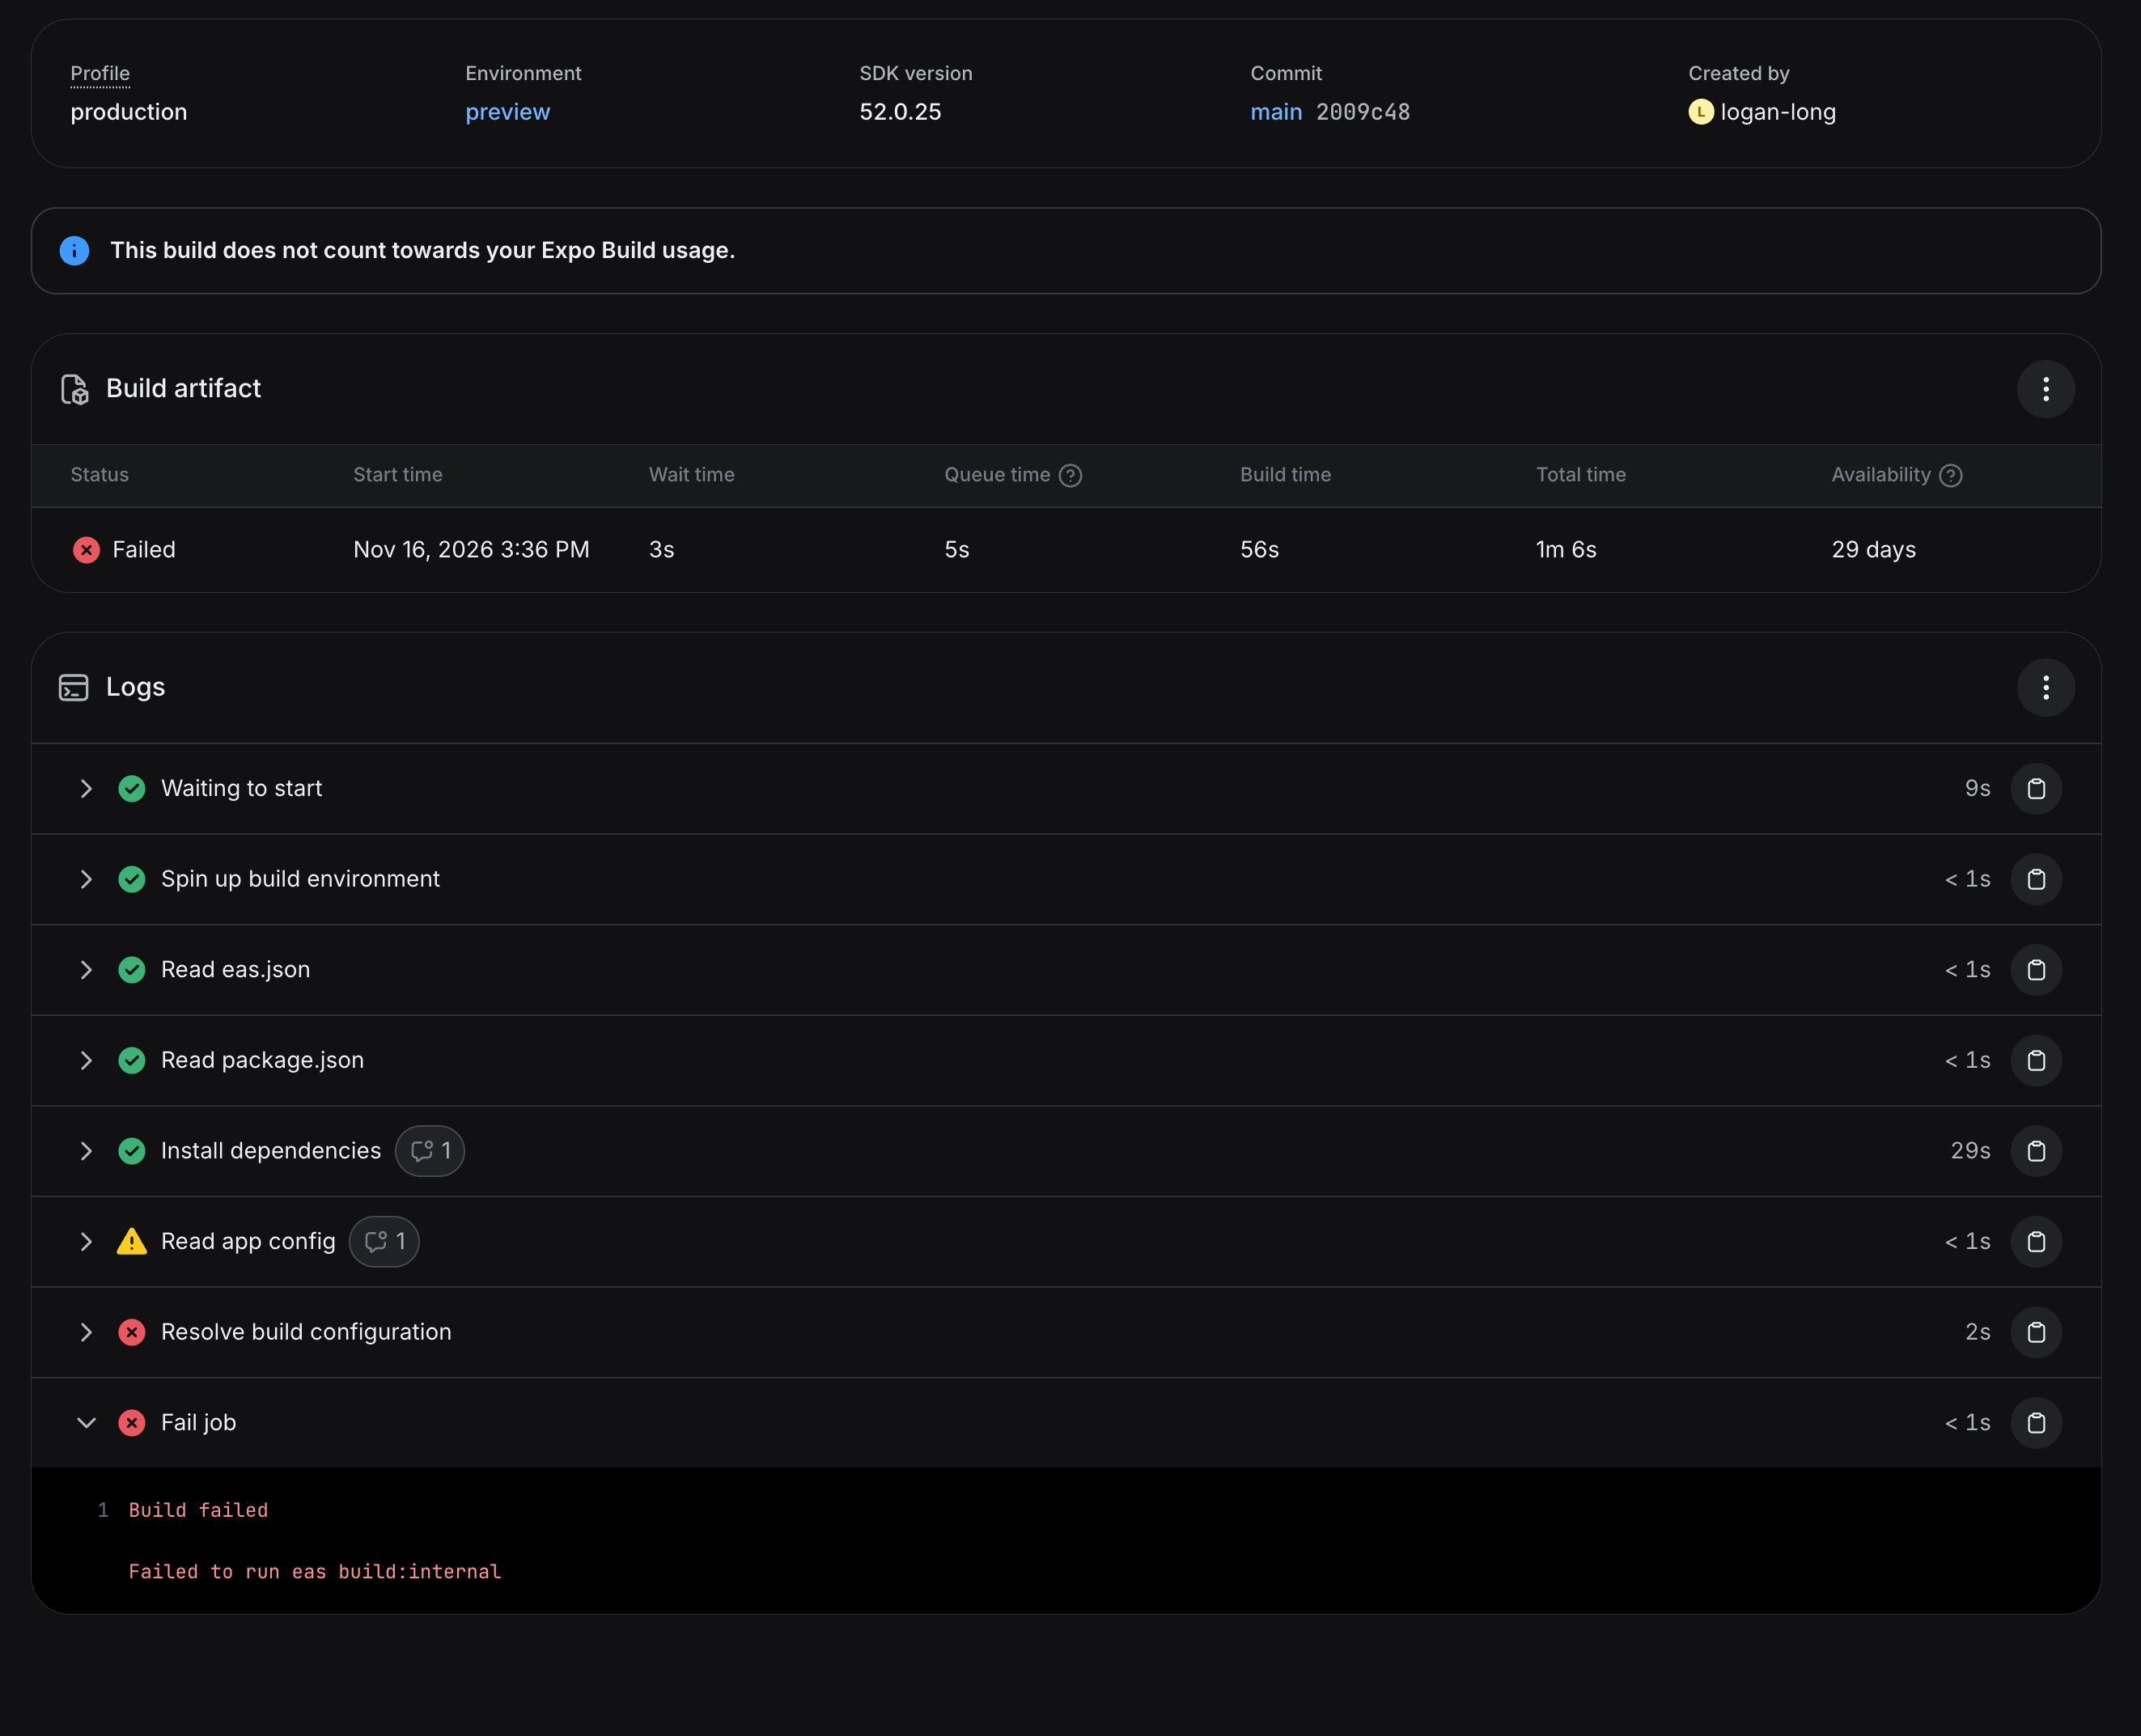 Profile Environment SDK version Commit Created by
production preview 52.0.25 main 2009c48 L logan-long
This build does not count towards your Expo Build usage.
Build artifact
Status Start time Wait time Queue time ? Build time Total time Availability ?
Failed Nov 16, 2026 3:36 PM 3s 5s 56s 1m 6s 29 days
Logs
Waiting to start 9s
Spin up build environment < 1s
Read eas.json < 1s
Read package.json < 1s
Install dependencies 1 29s
Read app config 1 < 1s
Resolve build configuration 2s
Fail job < 1s
1 Build failed
Failed to run eas build:internal